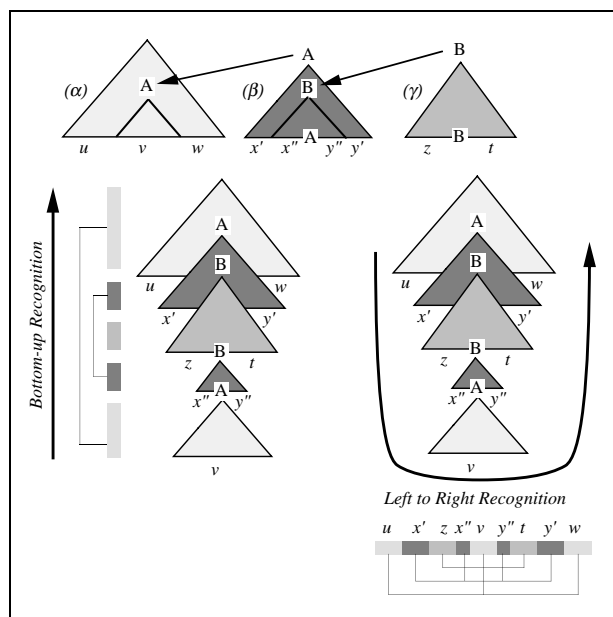 A B
A B
(α) (β) (γ)
A B
u v w x' x'' y'' y' z t
Bottom-up Recognition
A A
B B
u w u w
x' y' x' y'
B B
z t z t
A A
x'' y'' x'' y''
v v
Left to Right Recognition
u x' z x'' v y'' t y' w